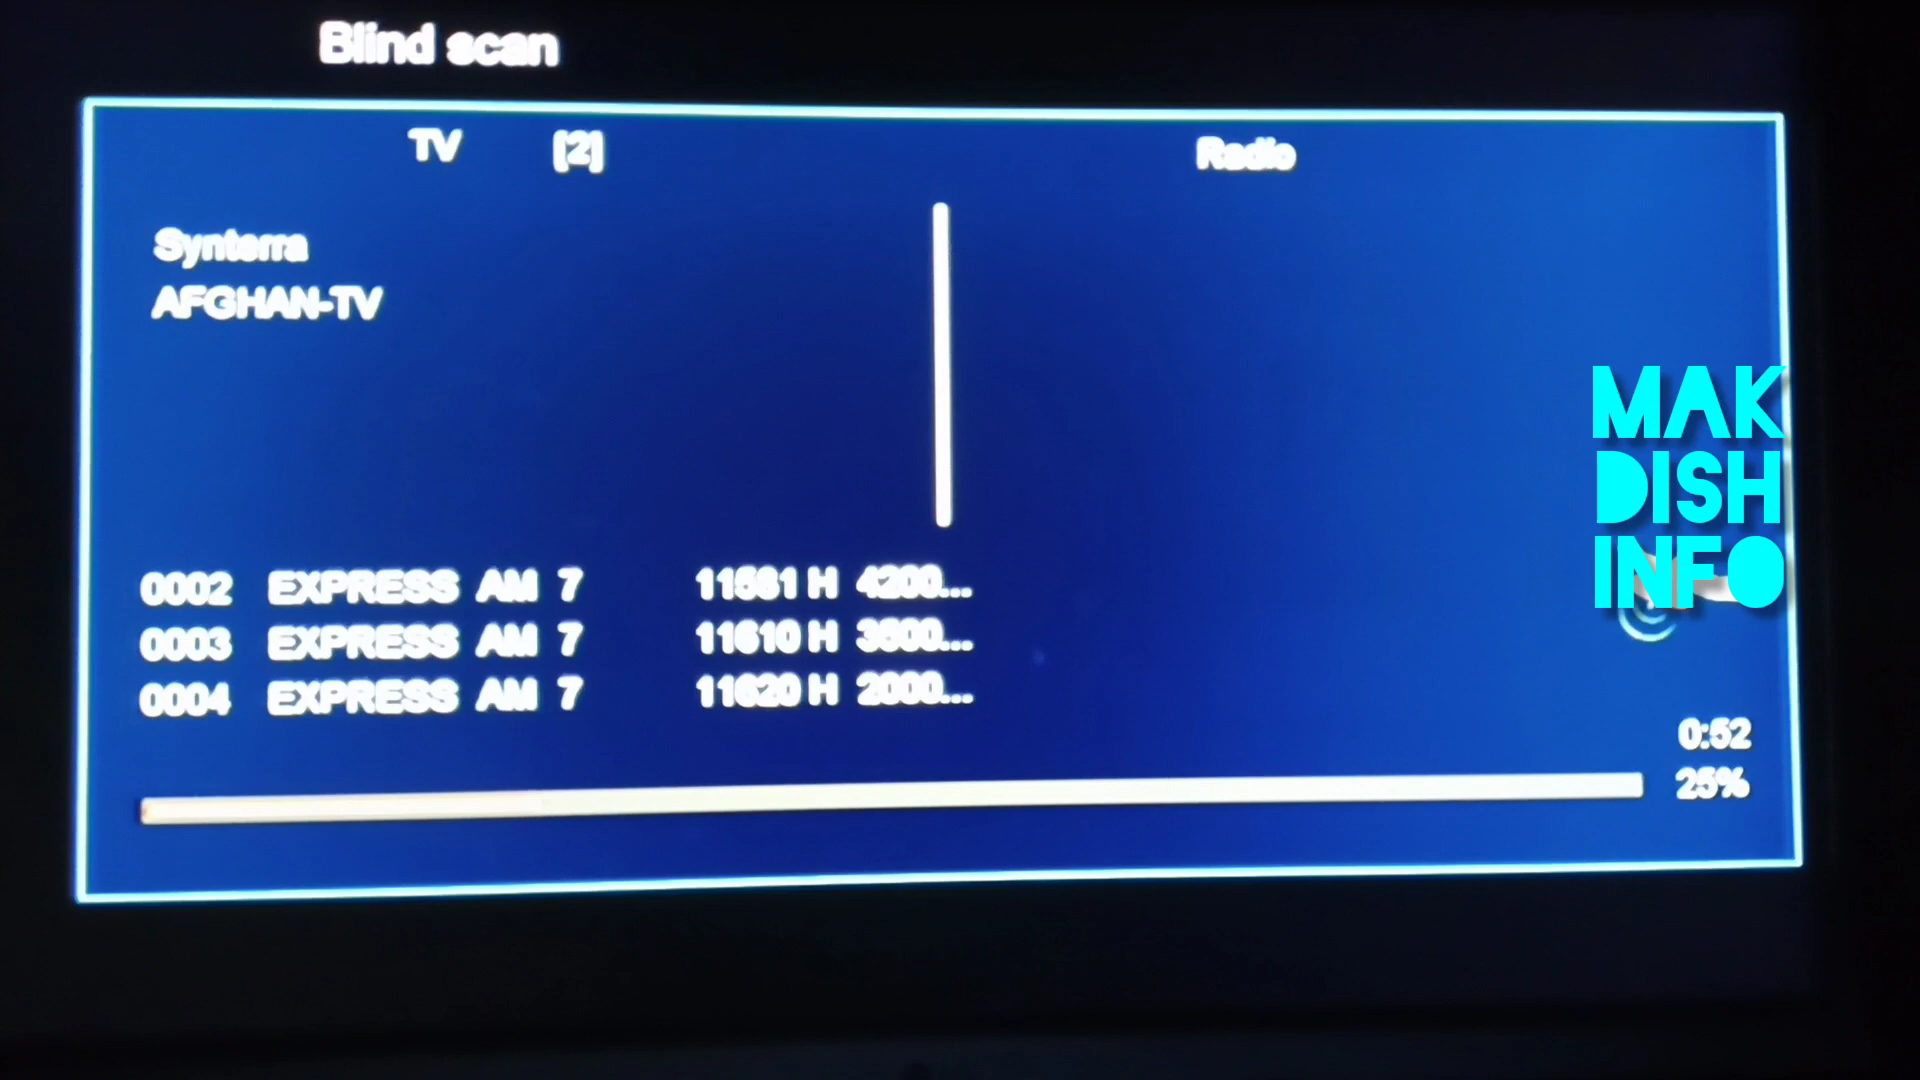 Blind scan
TV [2]
Radio
Synterra
AFGHAN-TV
0002 EXPRESS AM 7 11581 H 4200...
0003 EXPRESS AM 7 11610 H 3500...
0004 EXPRESS AM 7 11620 H 2000...
0:52
25%
MAK
DISH
INFO